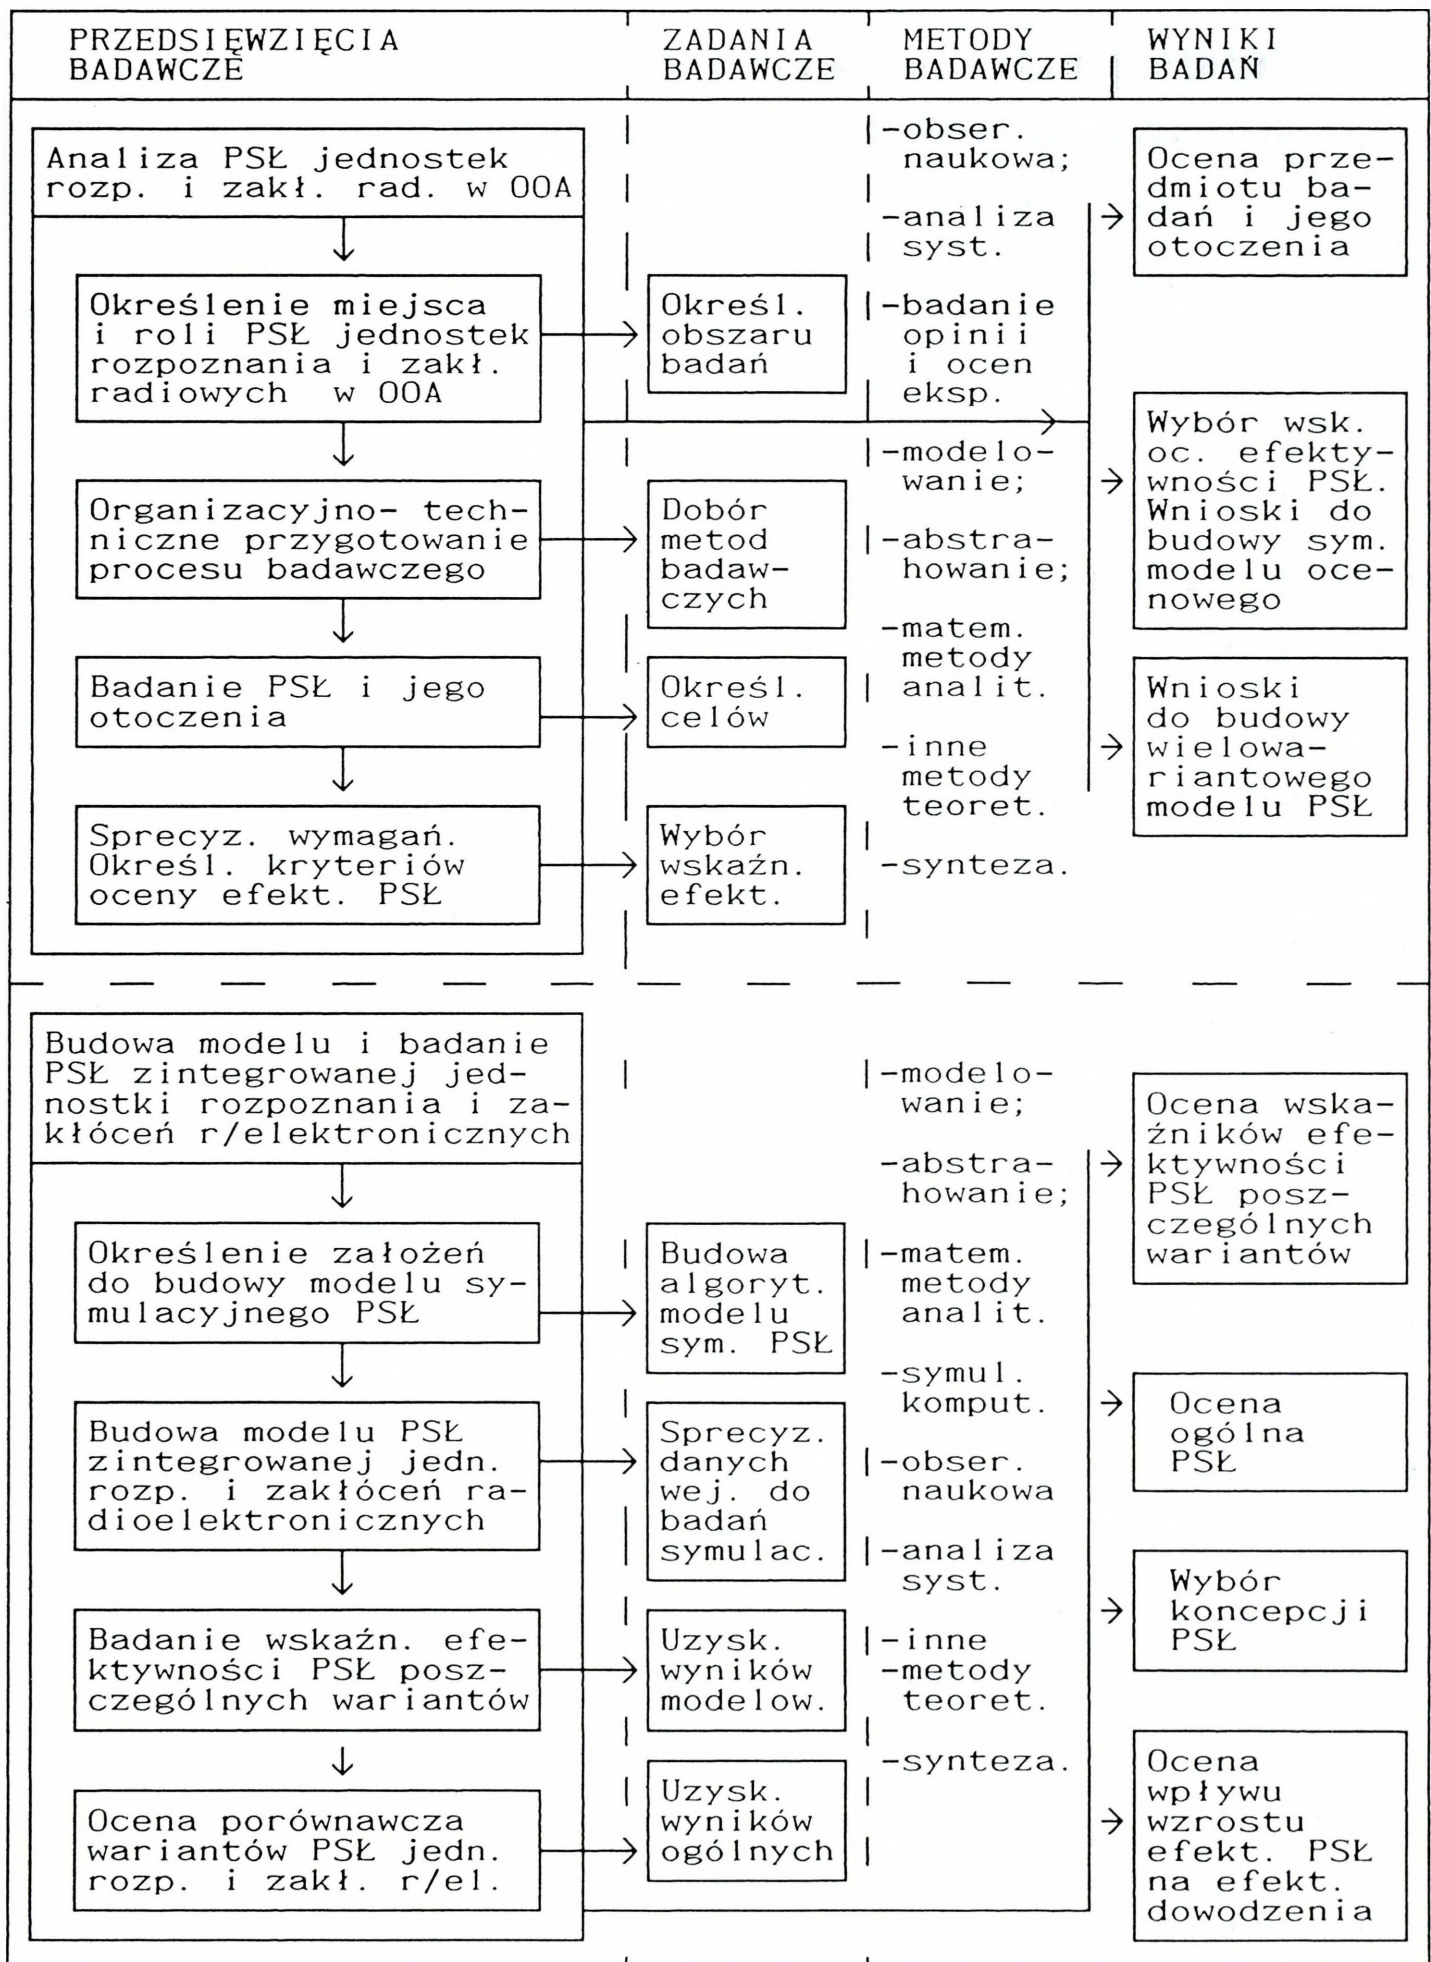 PRZEDSIĘWZIĘCIA
BADAWCZE
ZADANIA
BADAWCZE
METODY
BADAWCZE
WYNIKI
BADAŃ
Analiza PSŁ jednostek
rozp. i zakł. rad. w OOA
Określenie miejsca
i roli PSŁ jednostek
rozpoznania i zakł.
radiowych w OOA
Organizacyjno- tech-
niczne przygotowanie
procesu badawczego
Badanie PSŁ i jego
otoczenia
Sprecyz. wymagań.
Określ. kryteriów
oceny efekt. PSŁ
Określ.
obszaru
badań
Dobór
metod
badaw-
czych
Określ.
celów
Wybór
wskaźn.
efekt.
-obser.
naukowa;
-analiza
syst.
-badanie
opinii
i ocen
eksp.
-modelo-
wanie;
-abstra-
howanie;
-matem.
metody
analit.
-inne
metody
teoret.
-synteza.
Ocena prze-
dmiotu ba-
dań i jego
otoczenia
Wybór wsk.
oc. efekty-
wności PSŁ.
Wnioski do
budowy sym.
modelu oce-
nowego
Wnioski
do budowy
wielowa-
riantowego
modelu PSŁ
Budowa modelu i badanie
PSŁ zintegrowanej jed-
nostki rozpoznania i za-
kłóceń r/elektronicznych
Określenie założeń
do budowy modelu sy-
mulacyjnego PSŁ
Budowa modelu PSŁ
zintegrowanej jedn.
rozp. i zakłóceń ra-
dioelektronicznych
Badanie wskaźn. efe-
ktywności PSŁ posz-
czególnych wariantów
Ocena porównawcza
wariantów PSŁ jedn.
rozp. i zakł. r/el.
Budowa
algoryt.
modelu
sym. PSŁ
Sprecyz.
danych
wej. do
badań
symulac.
Uzysk.
wyników
modelow.
Uzysk.
wyników
ogólnych
-modelo-
wanie;
-abstra-
howanie;
-matem.
metody
analit.
-symul.
komput.
-obser.
naukowa
-analiza
syst.
-inne
-metody
teoret.
-synteza.
Ocena wska-
źników efe-
ktywności
PSŁ posz-
czególnych
wariantów
Ocena
ogólna
PSŁ
Wybór
koncepcji
PSŁ
Ocena
wpływu
wzrostu
efekt. PSŁ
na efekt.
dowodzenia